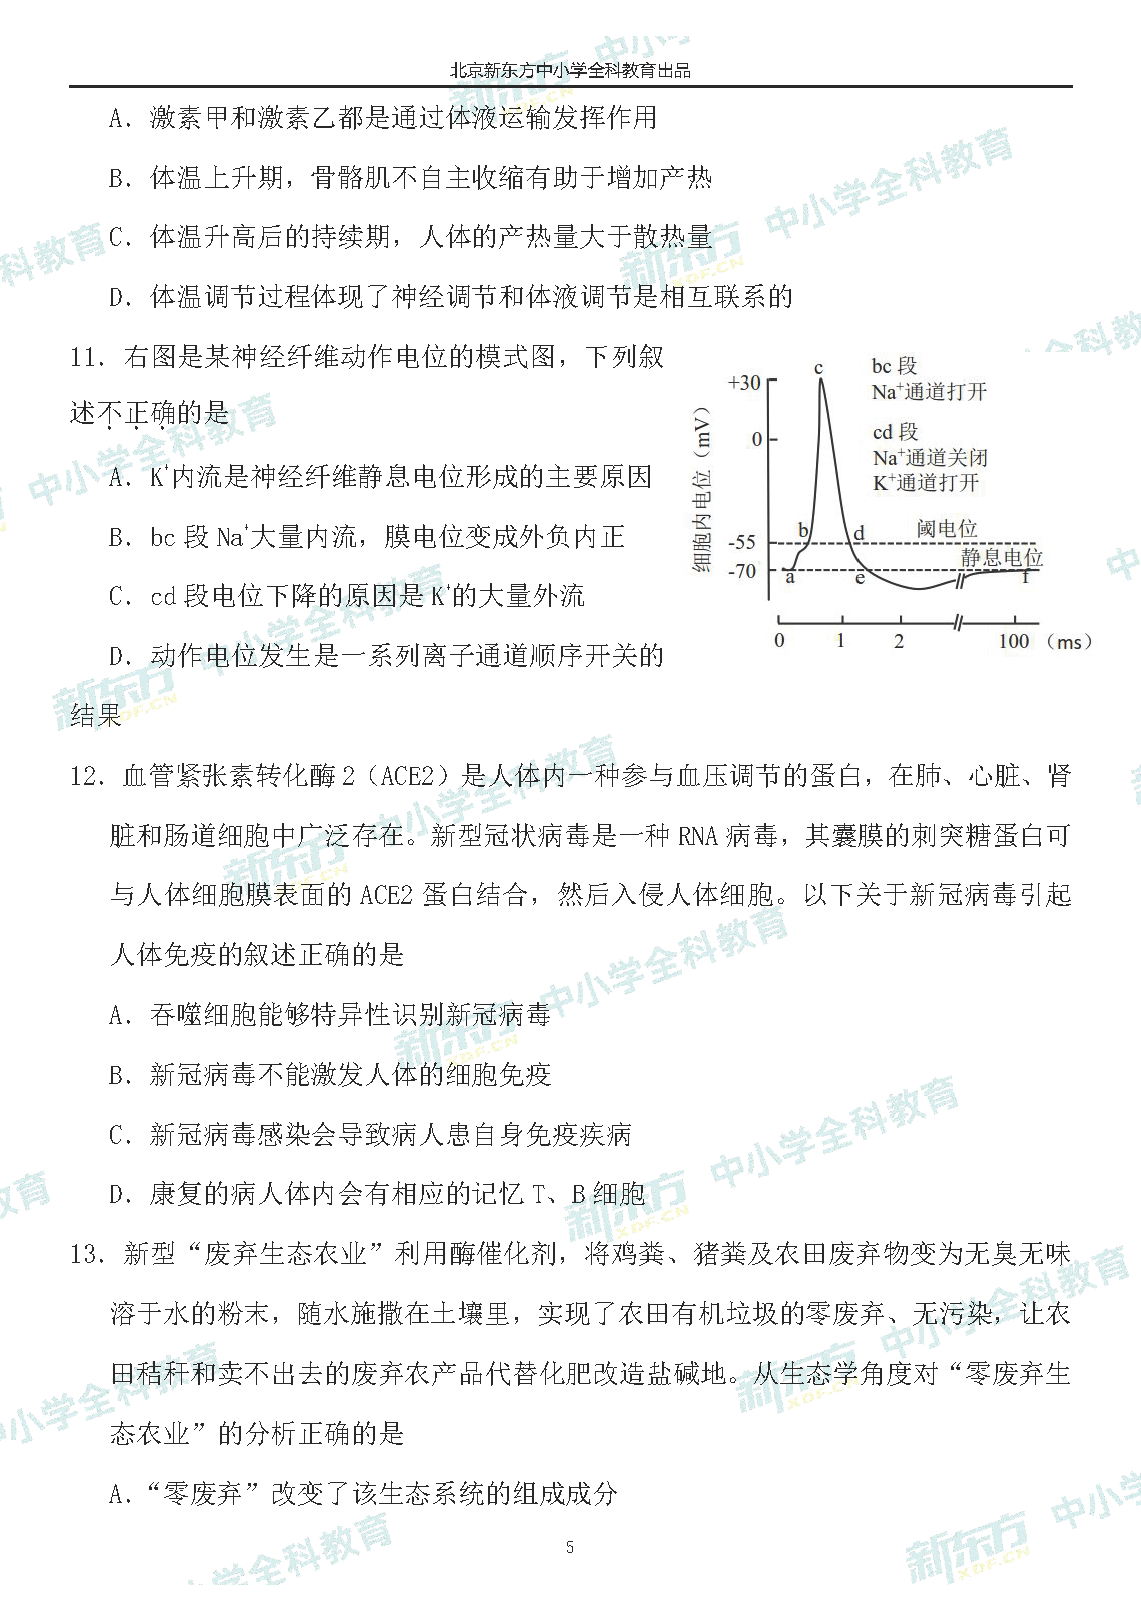 北京新东方中小学全科教育出品
A. 激素甲和激素乙都是通过体液运输发挥作用
B. 体温上升期，骨骼肌不自主收缩有助于增加产热
C. 体温升高后的持续期，人体的产热量大于散热量
D. 体温调节过程体现了神经调节和体液调节是相互联系的
11. 右图是某神经纤维动作电位的模式图，下列叙
述不正确的是
A. K⁺内流是神经纤维静息电位形成的主要原因
B. bc 段 Na⁺大量内流，膜电位变成外负内正
C. cd 段电位下降的原因是 K⁺的大量外流
D. 动作电位发生是一系列离子通道顺序开关的
结果
细胞内电位（mV）
+30
0
-55
-70
a
b
c
d
e
f
bc 段
Na⁺通道打开
cd 段
Na⁺通道关闭
K⁺通道打开
阈电位
静息电位
0 1 2 100（ms）
12. 血管紧张素转化酶 2（ACE2）是人体内一种参与血压调节的蛋白，在肺、心脏、肾
脏和肠道细胞中广泛存在。新型冠状病毒是一种 RNA 病毒，其囊膜的刺突糖蛋白可
与人体细胞膜表面的 ACE2 蛋白结合，然后入侵人体细胞。以下关于新冠病毒引起
人体免疫的叙述正确的是
A. 吞噬细胞能够特异性识别新冠病毒
B. 新冠病毒不能激发人体的细胞免疫
C. 新冠病毒感染会导致病人患自身免疫疾病
D. 康复的病人体内会有相应的记忆 T、B 细胞
13. 新型“废弃生态农业”利用酶催化剂，将鸡粪、猪粪及农田废弃物变为无臭无味
溶于水的粉末，随水施撒在土壤里，实现了农田有机垃圾的零废弃、无污染，让农
田秸秆和卖不出去的废弃农产品代替化肥改造盐碱地。从生态学角度对“零废弃生
态农业”的分析正确的是
A. “零废弃”改变了该生态系统的组成成分
5
新东方 XDF.CN 中小学全科教育